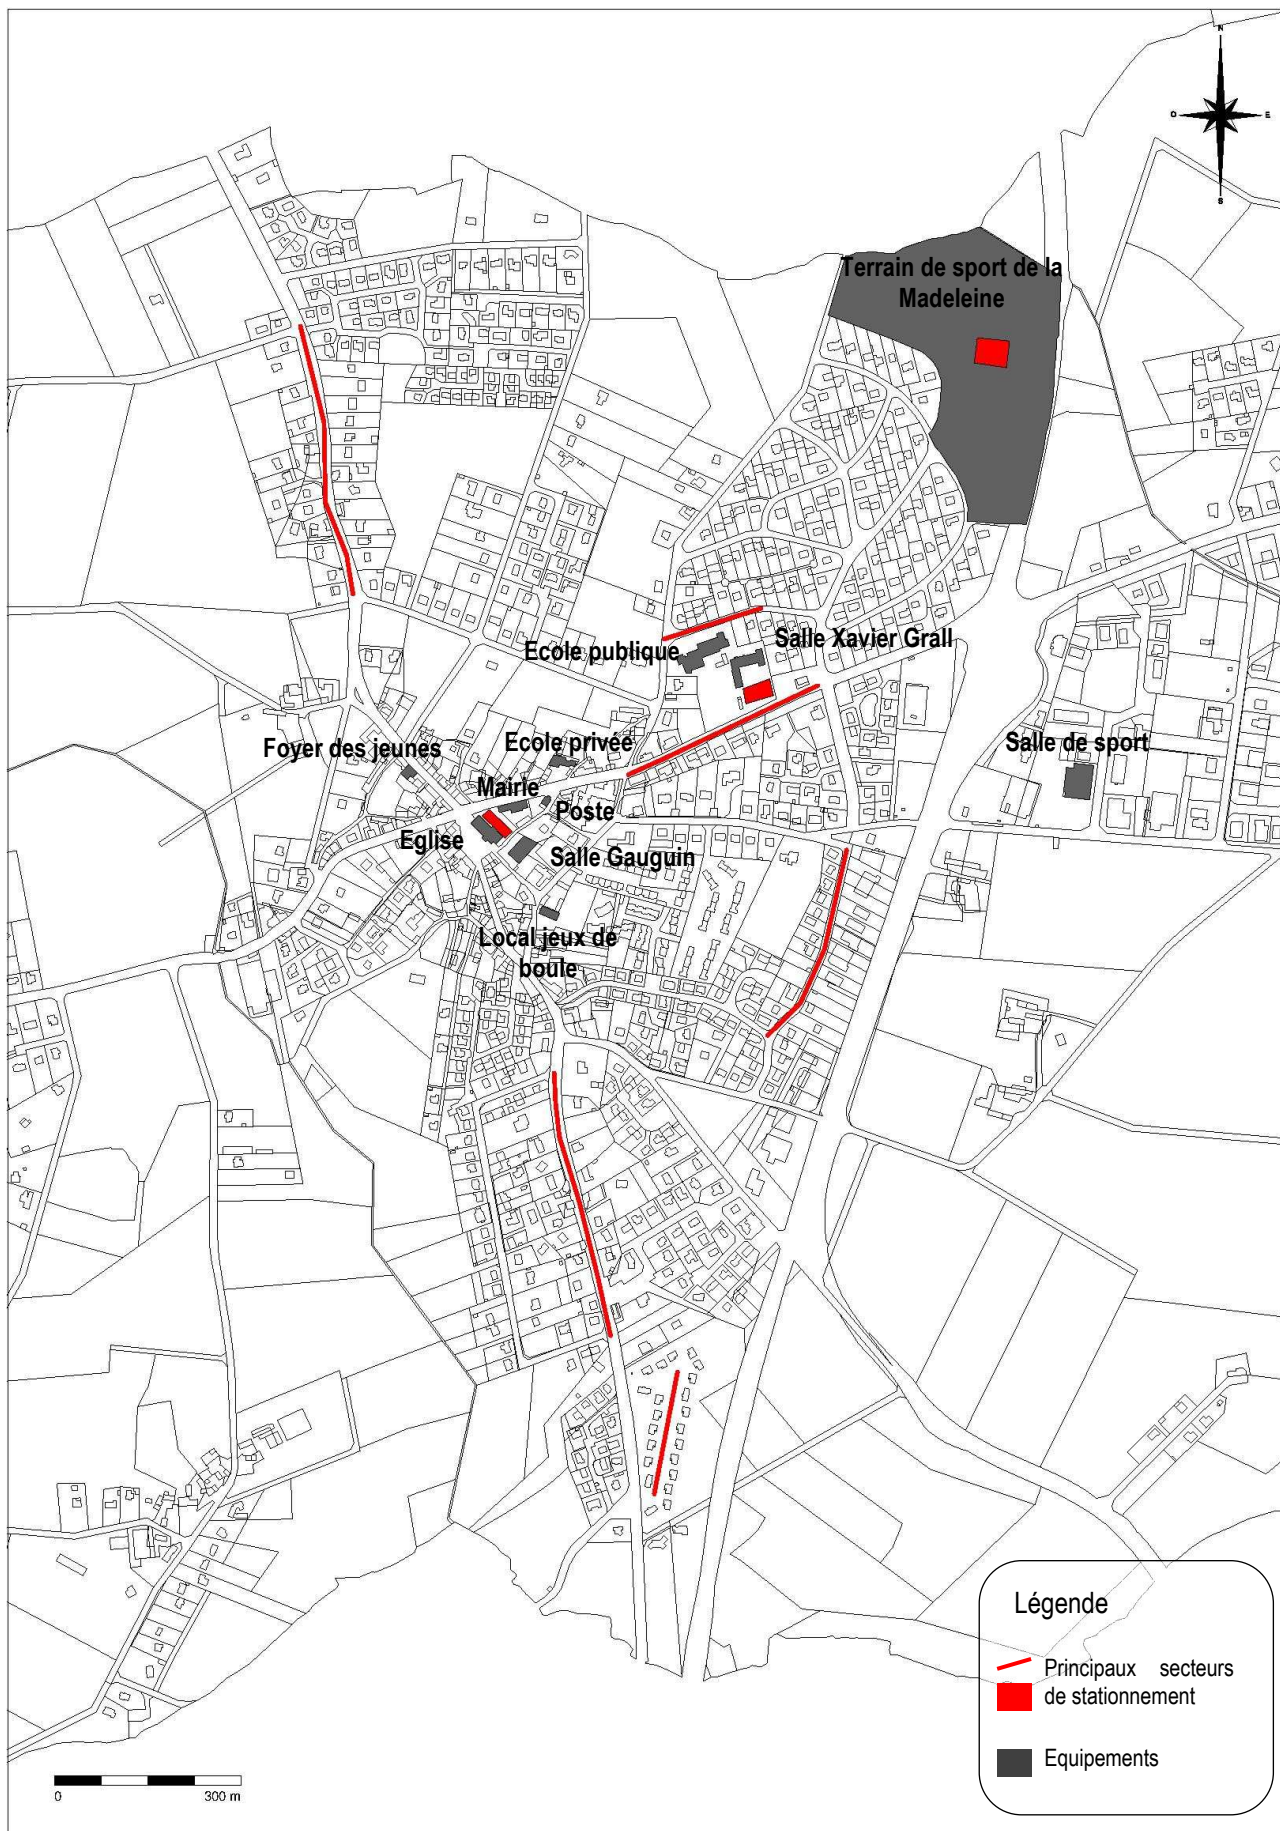 N
O
E
S
Terrain de sport de la
Madeleine
Ecole publique
Salle Xavier Grall
Foyer des jeunes
Ecole privée
Salle de sport
Mairie
Poste
Eglise
Salle Gauguin
Local jeux de
boule
Légende
Principaux secteurs
de stationnement
Equipements
0
300 m